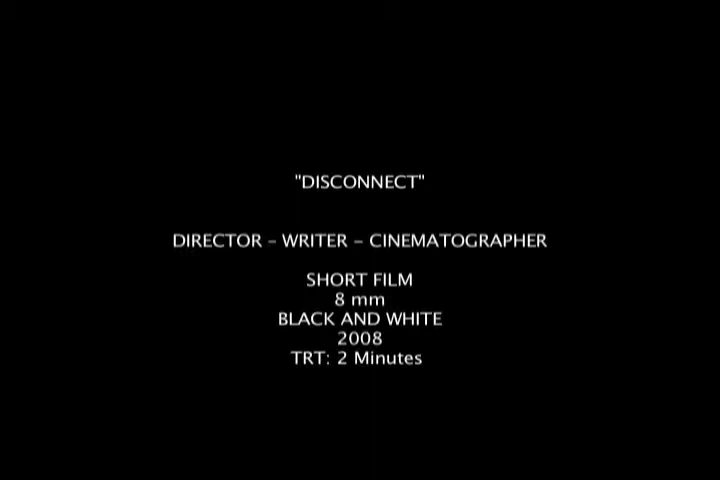 "DISCONNECT"
DIRECTOR – WRITER – CINEMATOGRAPHER
SHORT FILM
8 mm
BLACK AND WHITE
2008
TRT: 2 Minutes